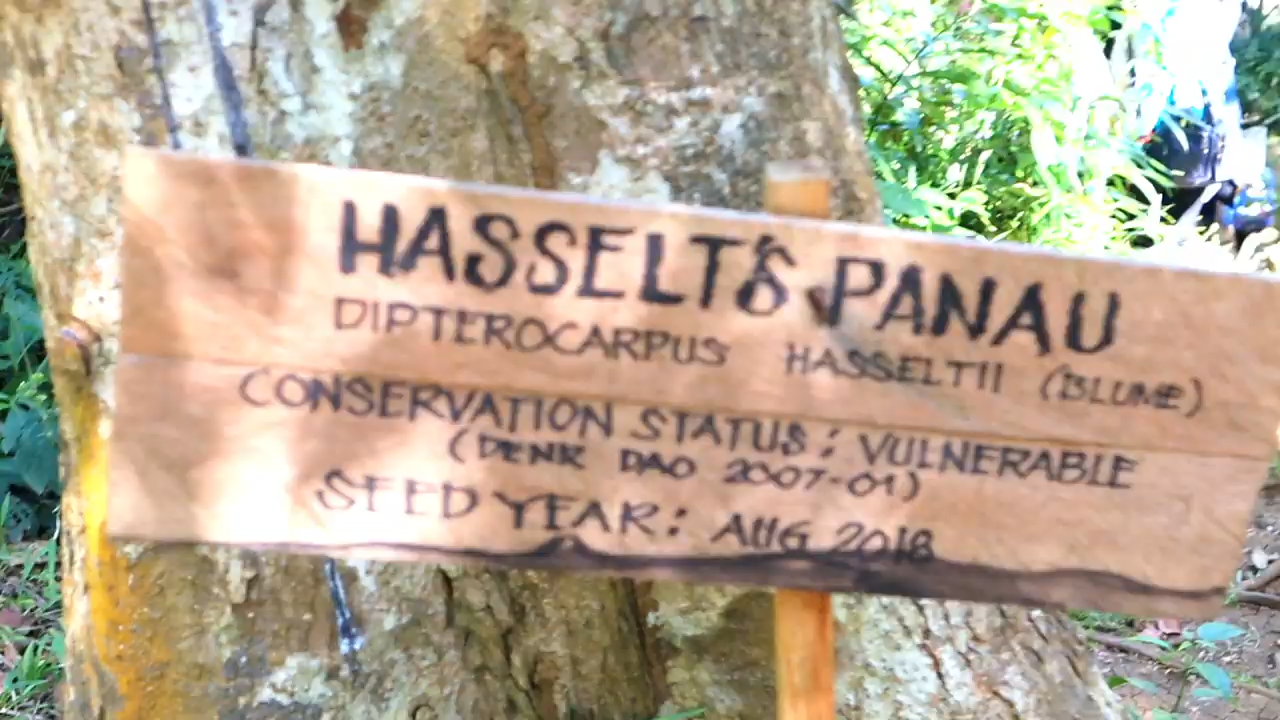 HASSELT'S PANAU
DIPTEROCARPUS HASSELTII (BLUME)
CONSERVATION STATUS: VULNERABLE
(DENR DAO 2007-01)
SEED YEAR: AUG 2018